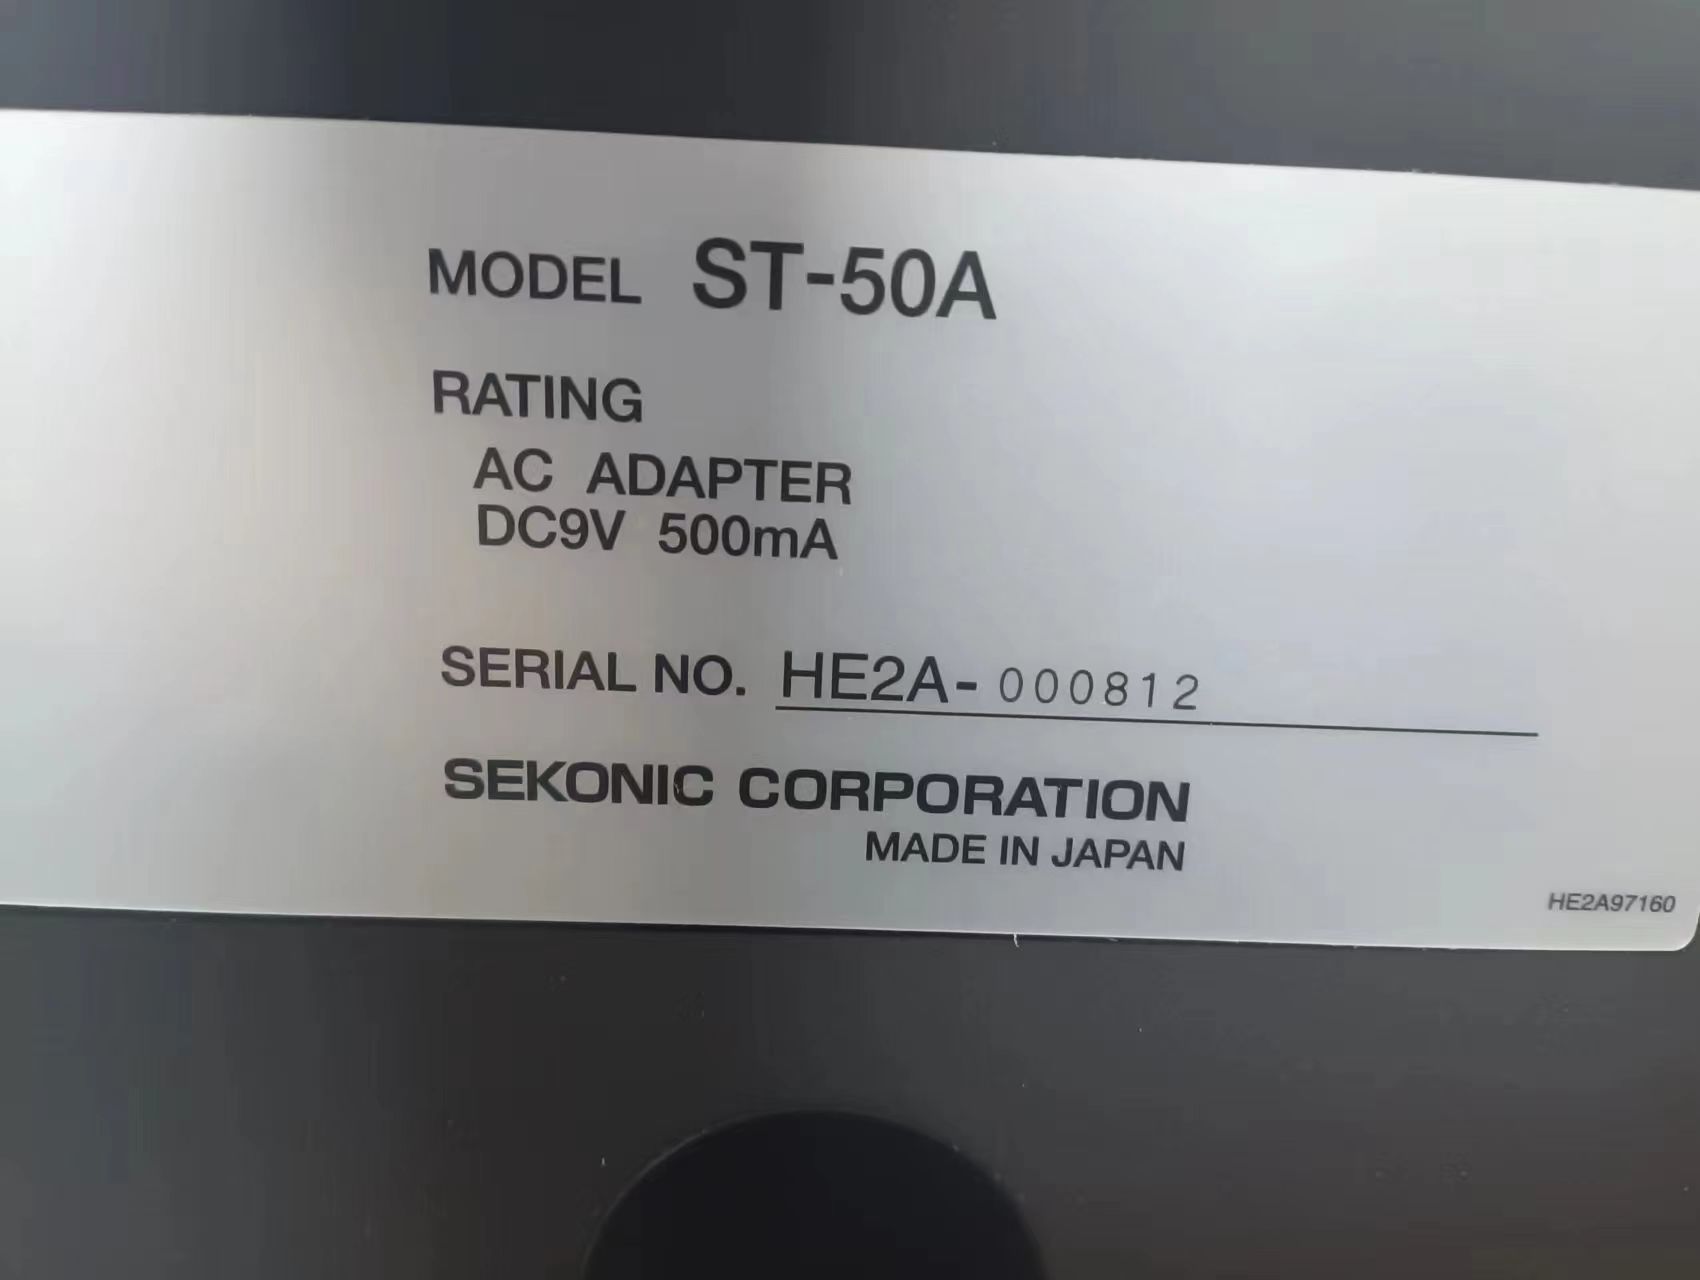 MODEL ST-50A
RATING
AC ADAPTER
DC9V 500mA
SERIAL NO. HE2A-000812
SEKONIC CORPORATION
MADE IN JAPAN
HE2A97160